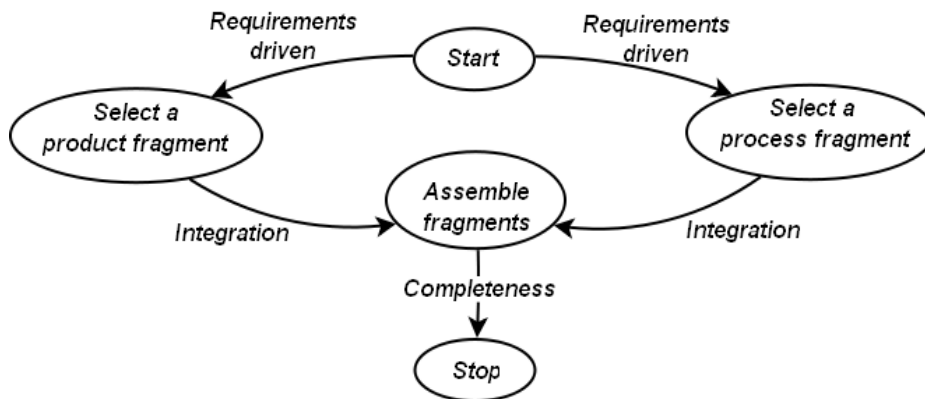 Requirements
driven
Start
Requirements
driven
Select a
product fragment
Select a
process fragment
Assemble
fragments
Integration
Integration
Completeness
Stop